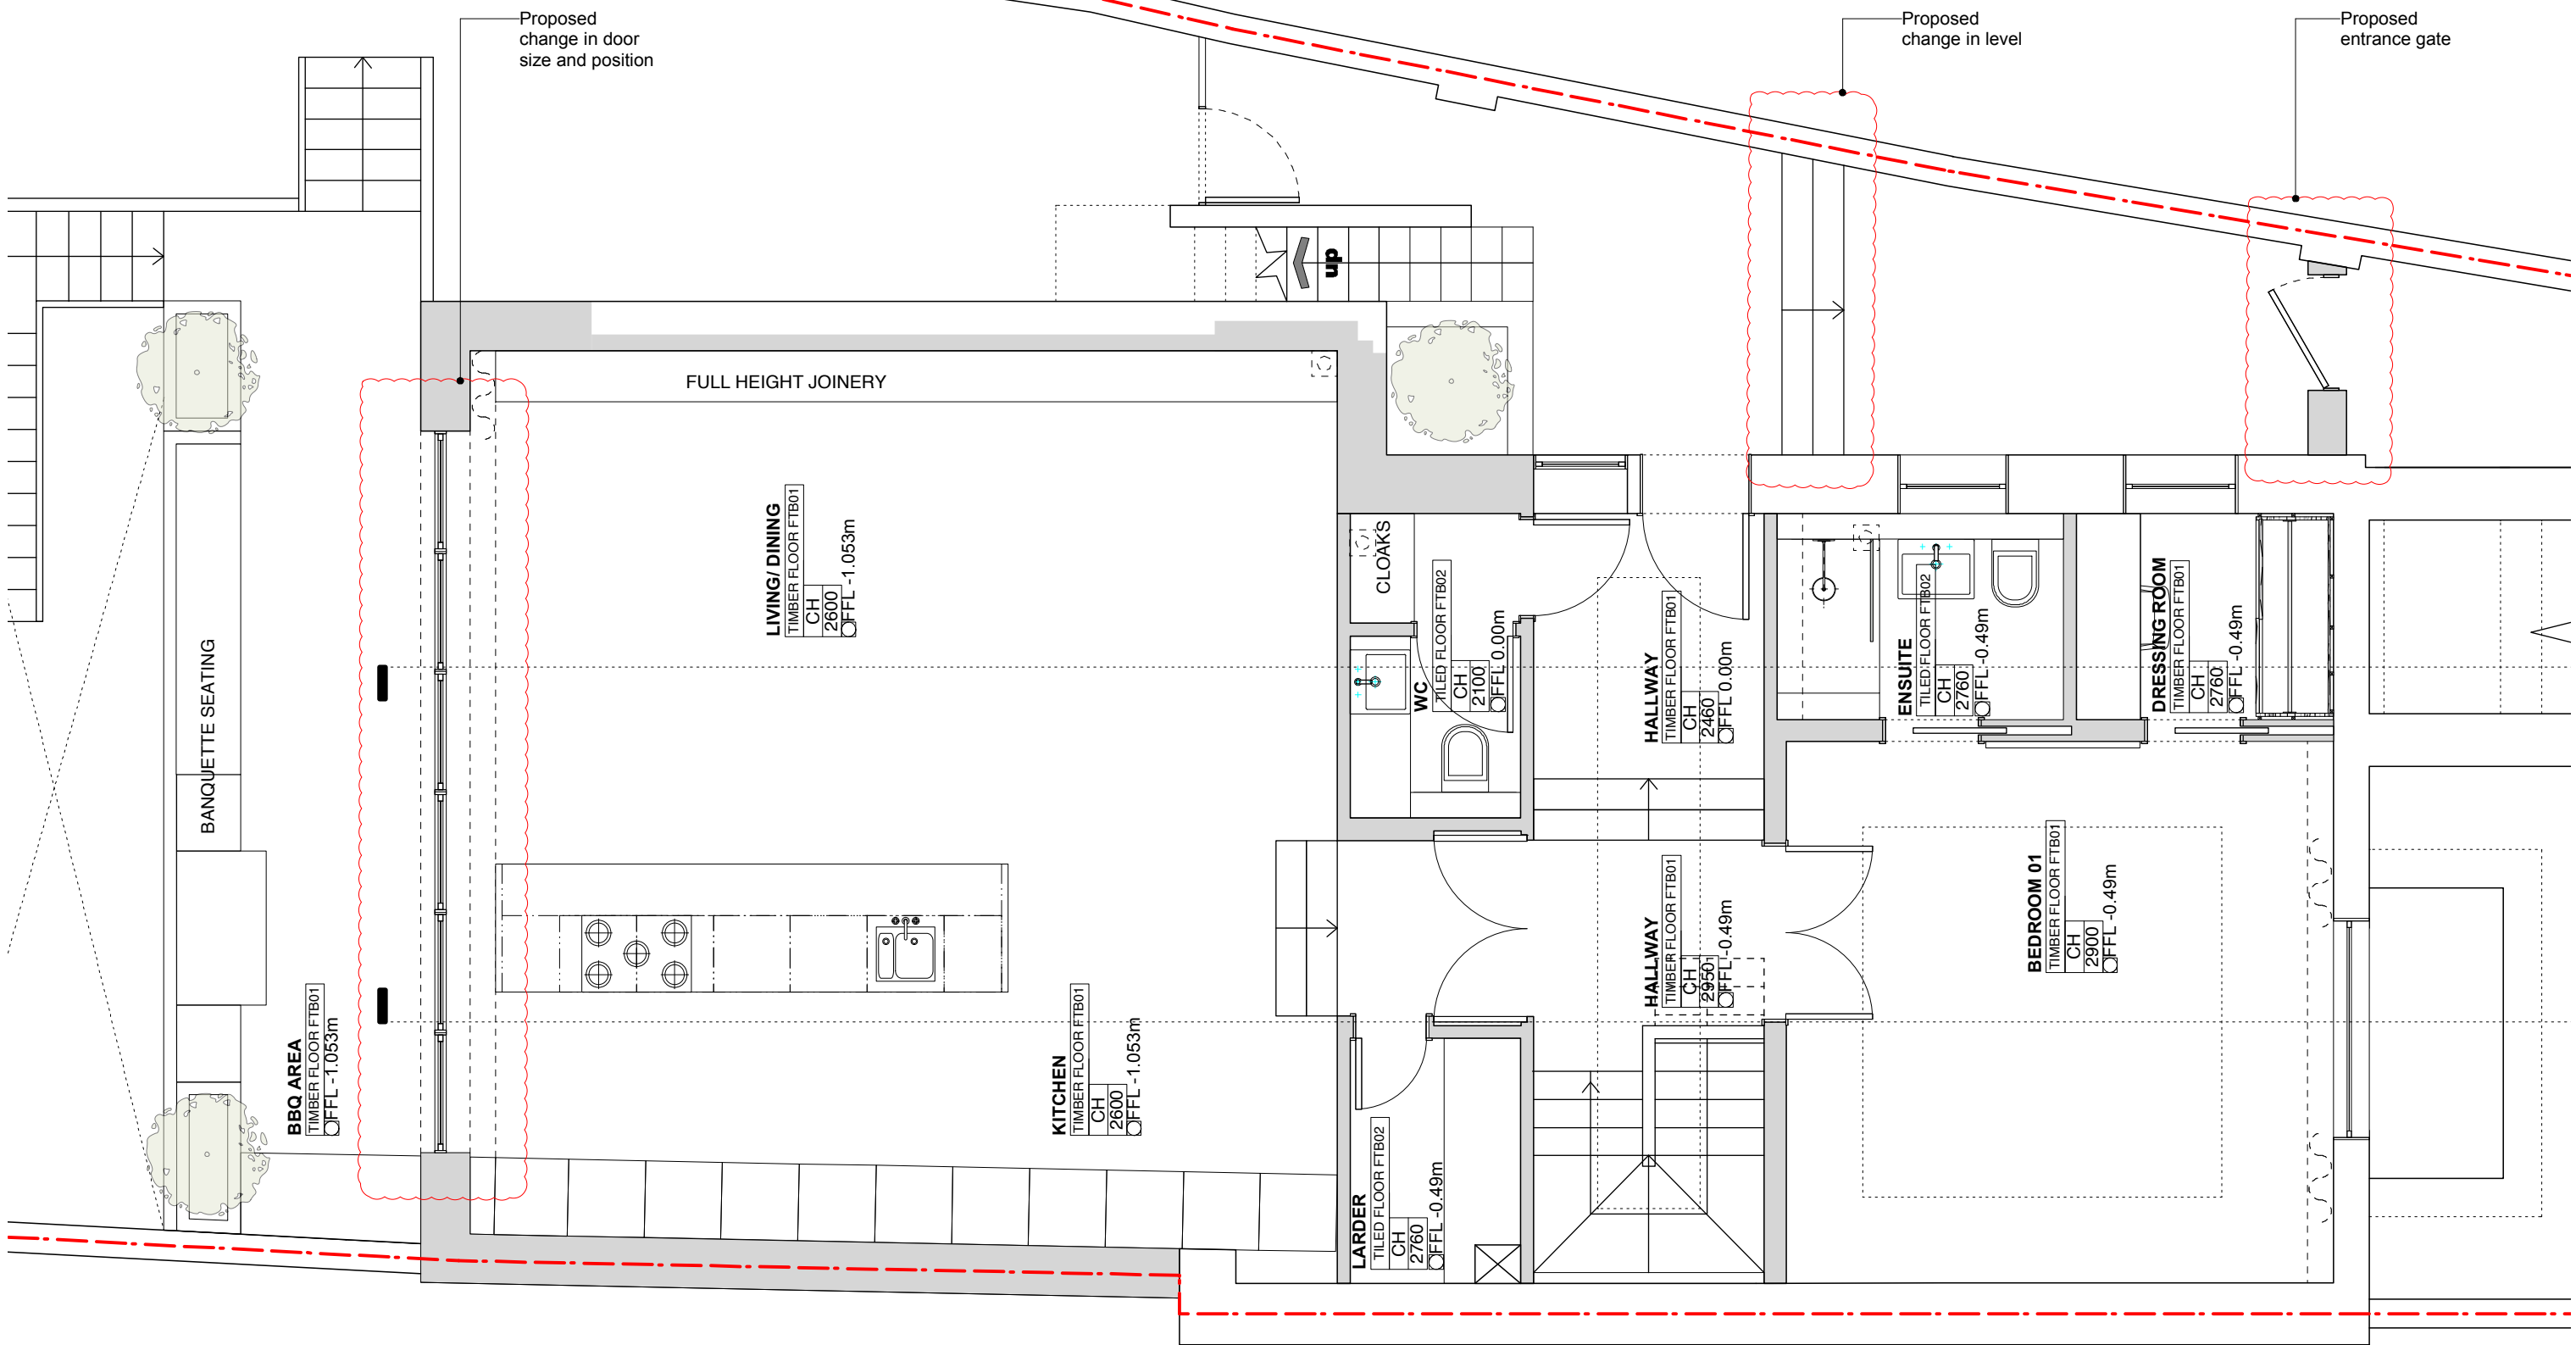 Proposed
change in door
size and position
Proposed
change in level
Proposed
entrance gate
up
FULL HEIGHT JOINERY
BANQUETTE SEATING
BBQ AREA
TIMBER FLOOR FTB01
FFL -1.053m
LIVING/ DINING
TIMBER FLOOR FTB01
CH
2600
FFL -1.053m
KITCHEN
TIMBER FLOOR FTB01
CH
2600
FFL -1.053m
CLOAKS
WC
TILED FLOOR FTB02
CH
2100
FFL 0.00m
LARDER
TILED FLOOR FTB02
CH
2760
FFL -0.49m
HALLWAY
TIMBER FLOOR FTB01
CH
2460
FFL 0.00m
HALLWAY
TIMBER FLOOR FTB01
CH
2950
FFL -0.49m
ENSUITE
TILED FLOOR FTB02
CH
2760
FFL -0.49m
DRESSING ROOM
TIMBER FLOOR FTB01
CH
2760
FFL -0.49m
BEDROOM 01
TIMBER FLOOR FTB01
CH
2900
FFL -0.49m